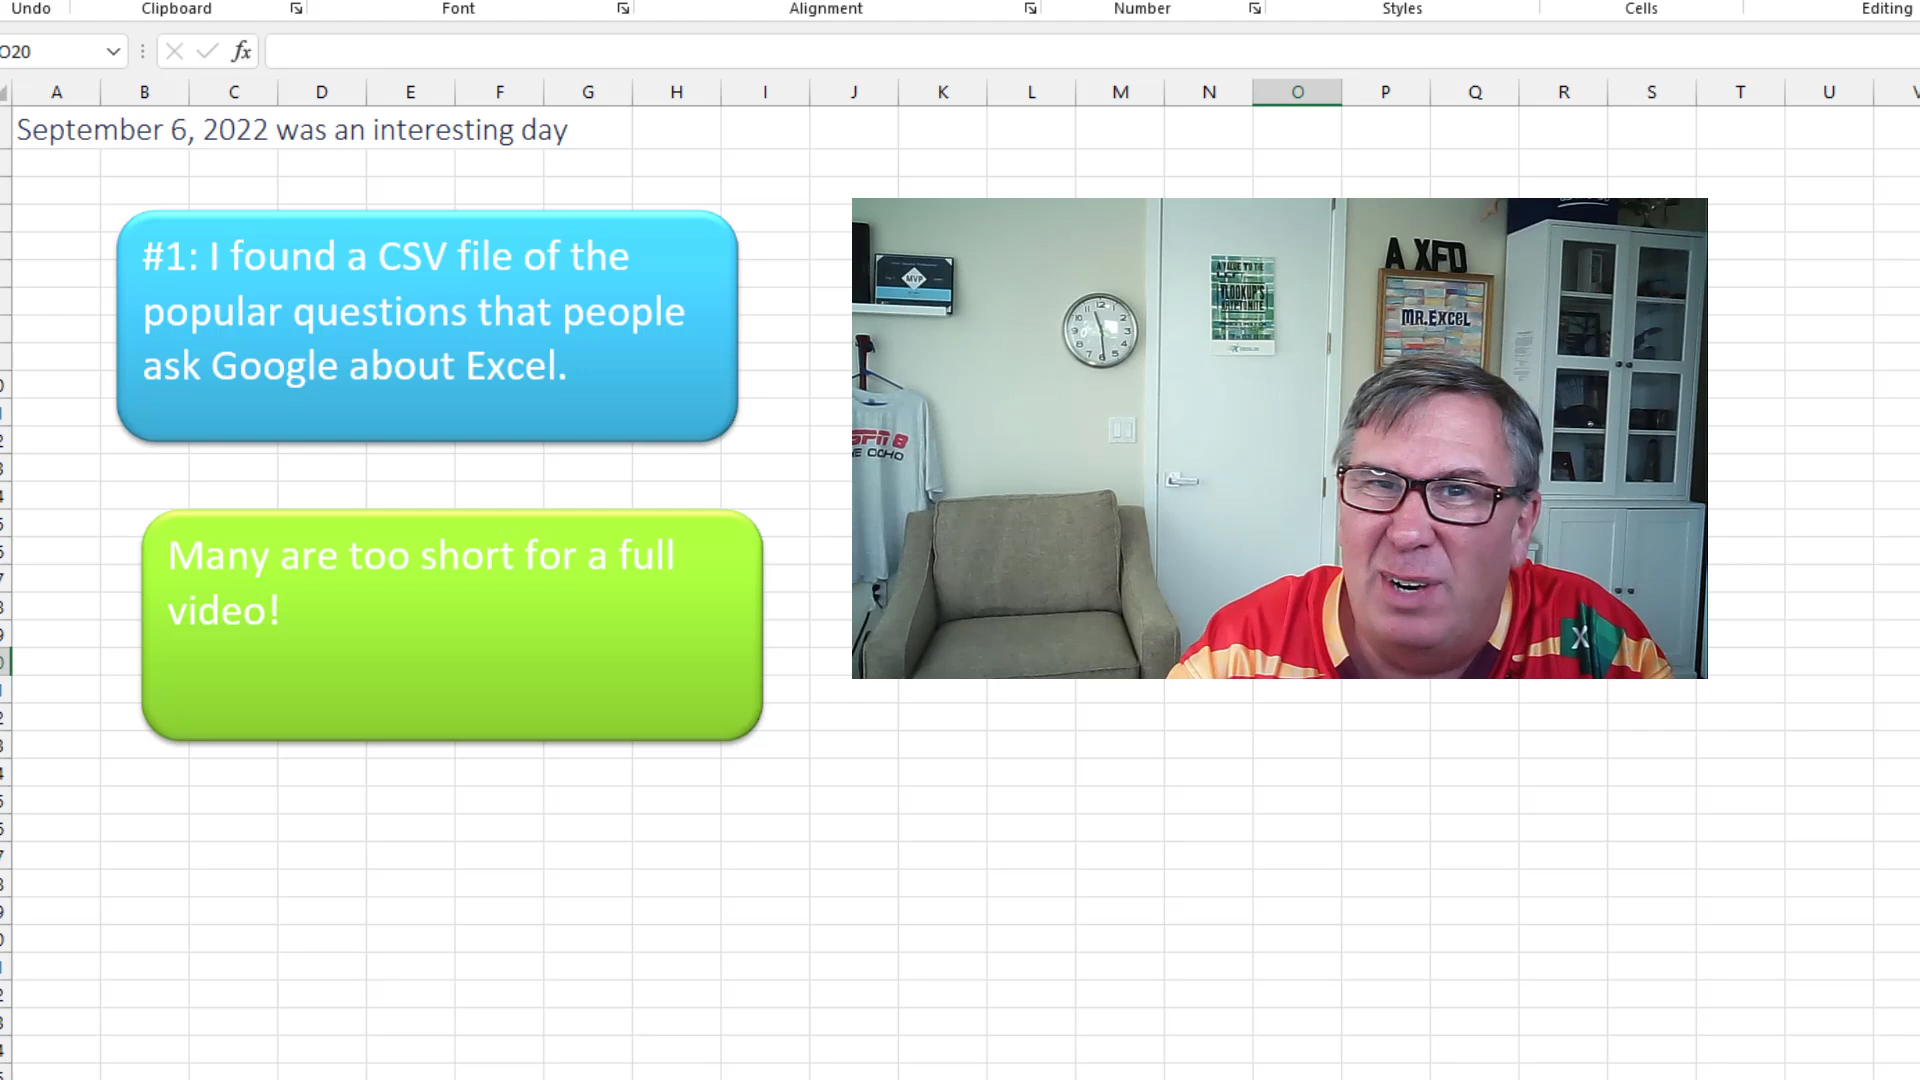 Undo Clipboard Font Alignment Number Styles Cells Editing
O20 fx
A B C D E F G H I J K L M N O P Q R S T U
September 6, 2022 was an interesting day
#1: I found a CSV file of the
popular questions that people
ask Google about Excel.
Many are too short for a full
video!
MVP
A XFD
MR.EXCEL
X